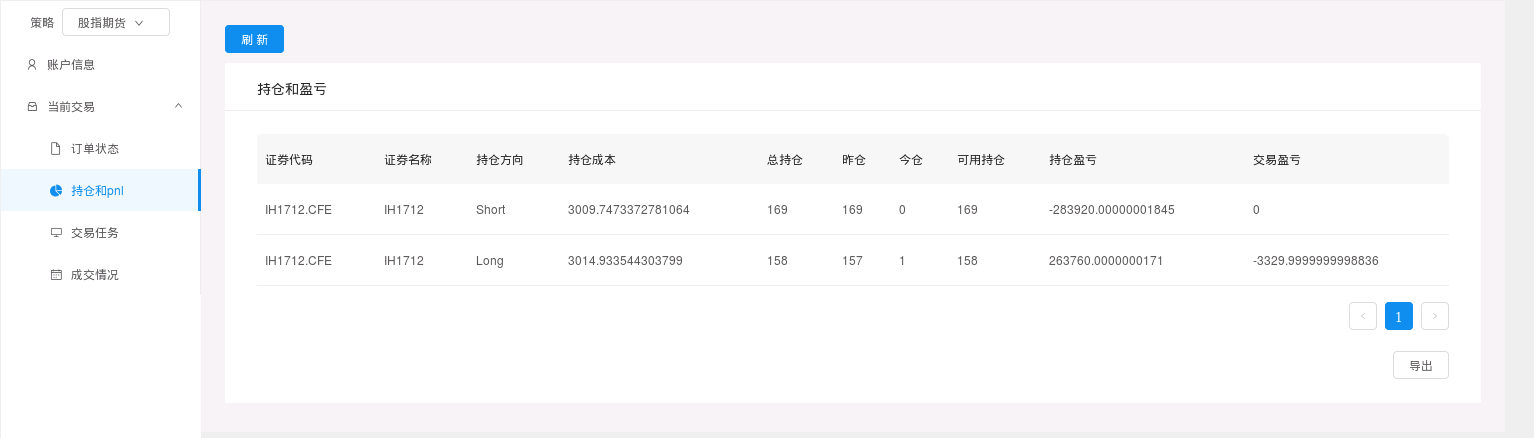 策略 股指期货
账户信息
当前交易
订单状态
持仓和pnl
交易任务
成交情况
刷 新
持仓和盈亏
证券代码 证券名称 持仓方向 持仓成本 总持仓 昨仓 今仓 可用持仓 持仓盈亏 交易盈亏
IH1712.CFE IH1712 Short 3009.7473372781064 169 169 0 169 -283920.00000001845 0
IH1712.CFE IH1712 Long 3014.933544303799 158 157 1 158 263760.0000000171 -3329.9999999998836
1
导出